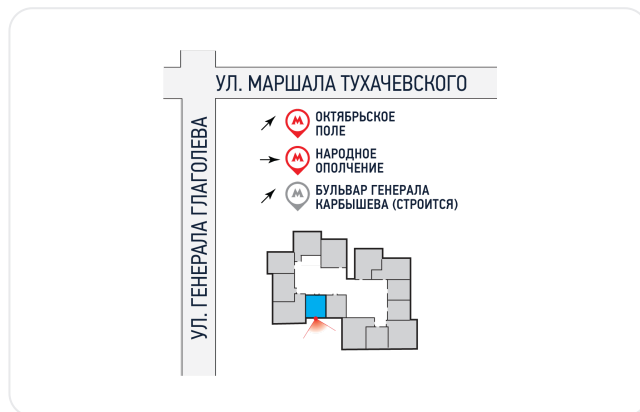 УЛ. МАРШАЛА ТУХАЧЕВСКОГО
УЛ. ГЕНЕРАЛА ГЛАГОЛЕВА
М ОКТЯБРЬСКОЕ
ПОЛЕ
М НАРОДНОЕ
ОПОЛЧЕНИЕ
М БУЛЬВАР ГЕНЕРАЛА
КАРБЫШЕВА (СТРОИТСЯ)